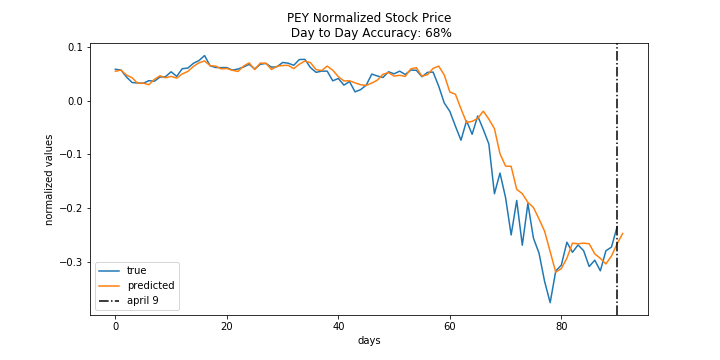 PEY Normalized Stock Price
Day to Day Accuracy: 68%
0.1
0.0
−0.1
−0.2
−0.3
normalized values
true
predicted
april 9
0 20 40 60 80
days